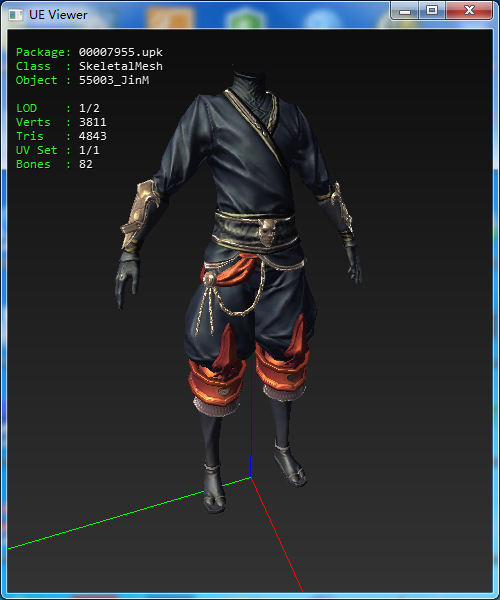 UE Viewer
Package: 00007955.upk
Class : SkeletalMesh
Object : 55003_JinM
LOD : 1/2
Verts : 3811
Tris : 4843
UV Set : 1/1
Bones : 82